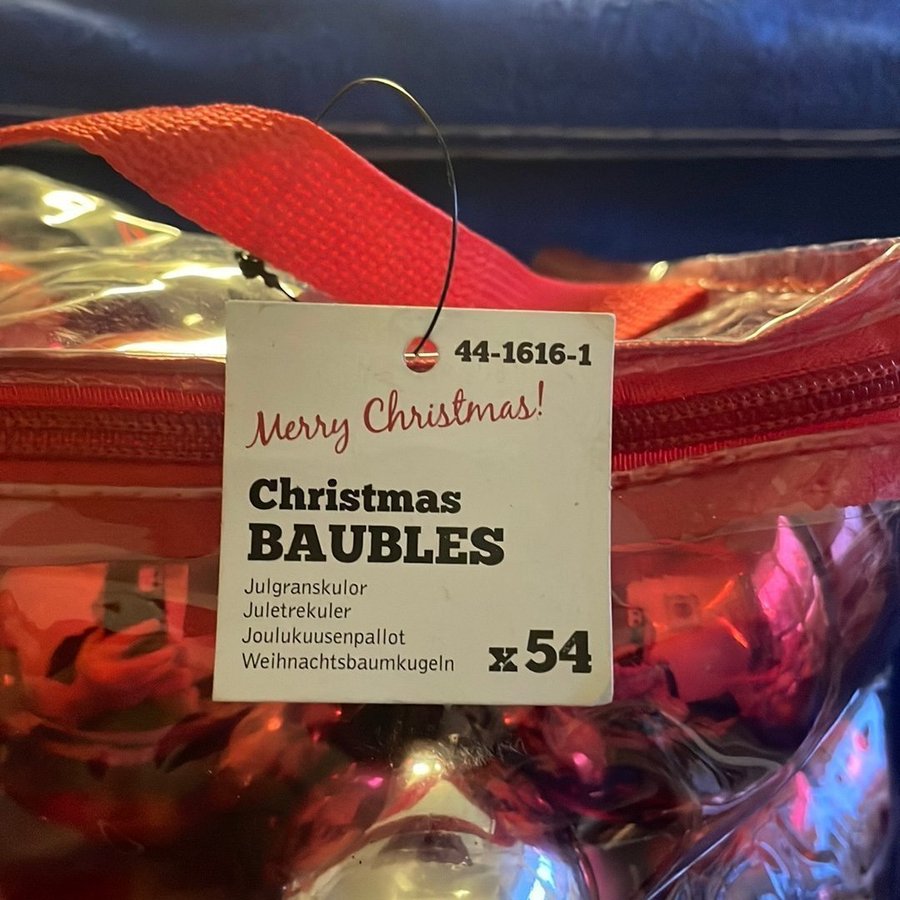 44-1616-1
Merry Christmas!
Christmas
BAUBLES
Julgranskulor
Juletrekuler
Joulukuusenpallot
Weihnachtsbaumkugeln
x54